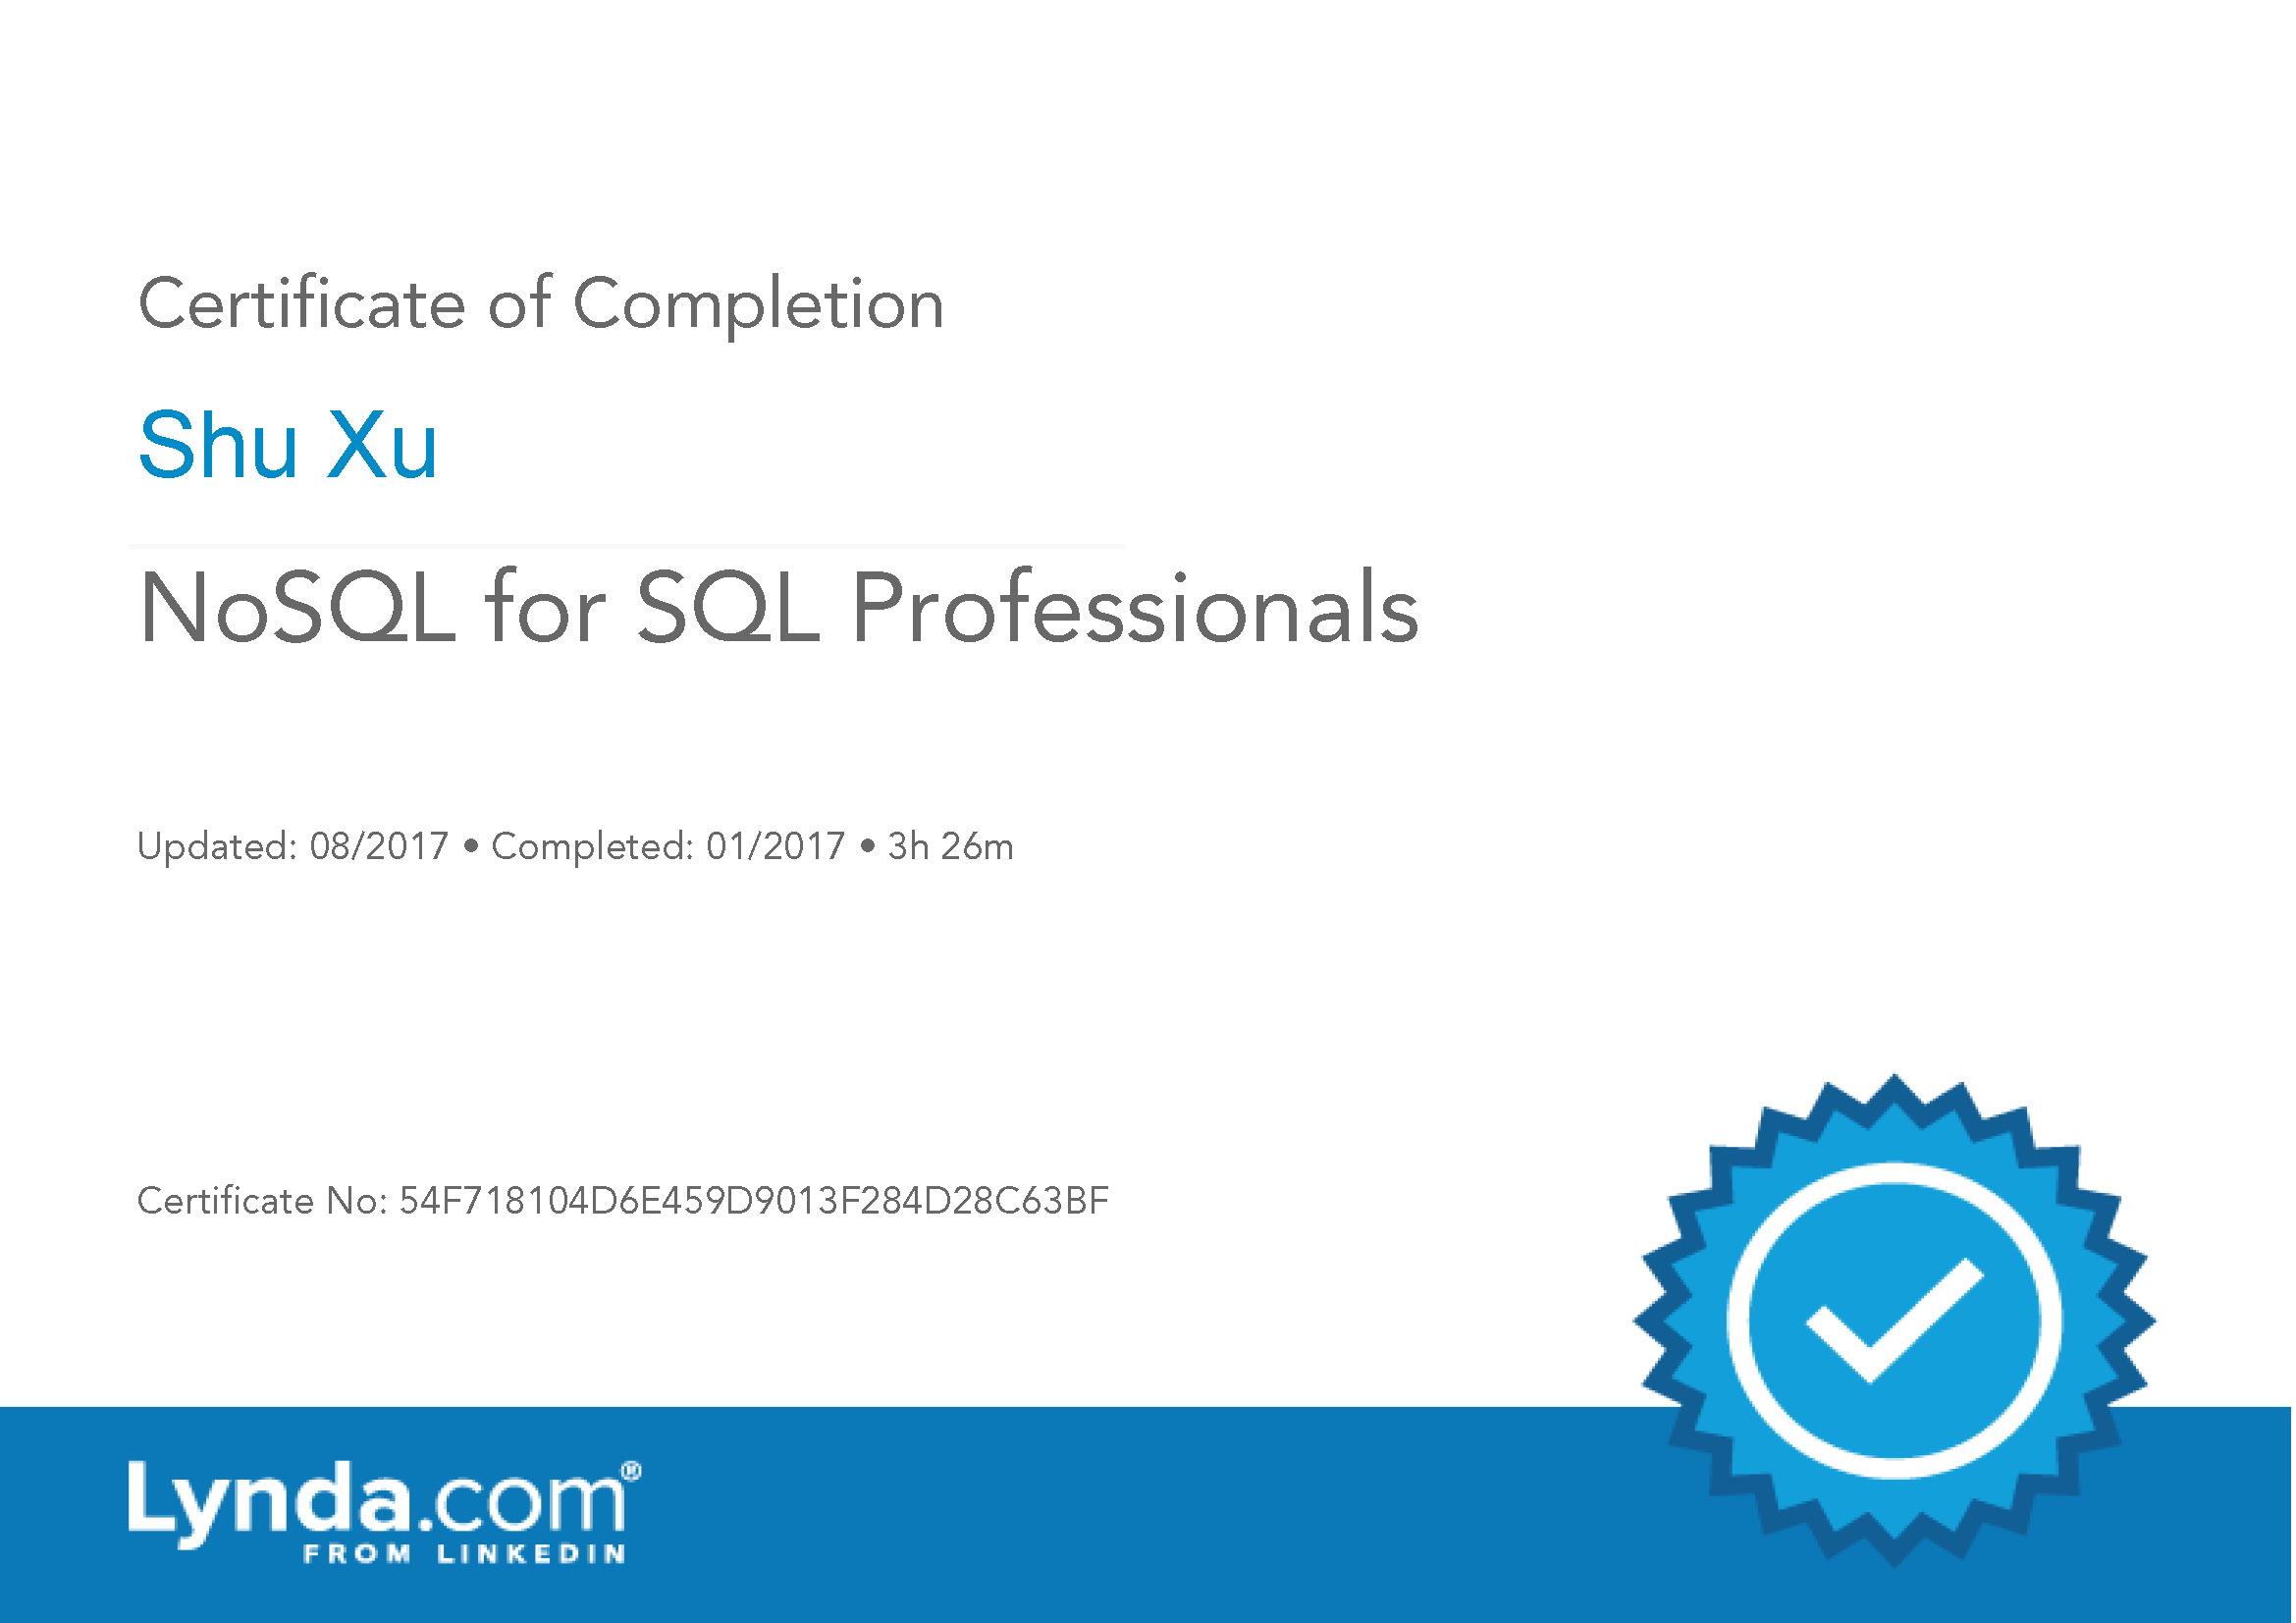 Certificate of Completion
Shu Xu
NoSQL for SQL Professionals
Updated: 08/2017 • Completed: 01/2017 • 3h 26m
Certificate No: 54F718104D6E459D9013F284D28C63BF
Lynda.com®
FROM LINKEDIN